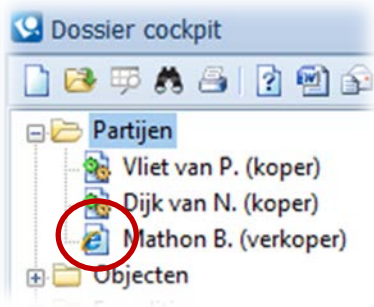 Dossier cockpit
Partijen
Vliet van P. (koper)
Dijk van N. (koper)
Mathon B. (verkoper)
Objecten